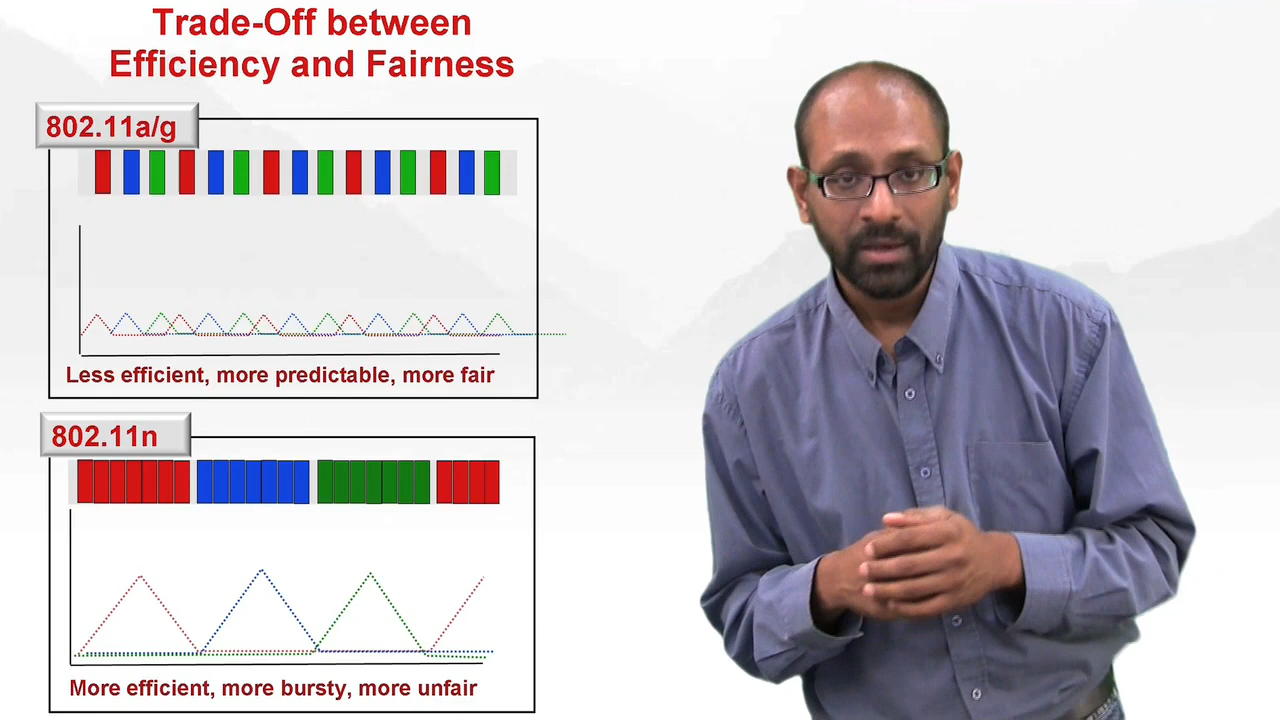 Trade-Off between
Efficiency and Fairness
802.11a/g
Less efficient, more predictable, more fair
802.11n
More efficient, more bursty, more unfair